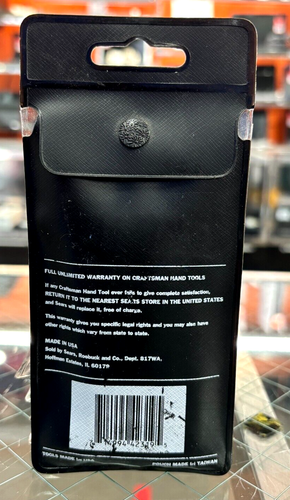 FULL UNLIMITED WARRANTY ON CRAFTSMAN HAND TOOLS
If any Craftsman Hand Tool ever fails to give complete satisfaction,
RETURN IT TO THE NEAREST SEARS STORE IN THE UNITED STATES
and Sears will replace it, free of charge.
This warranty gives you specific legal rights and you may also have
other rights which vary from state to state.
MADE IN USA
Sold by Sears, Roebuck and Co., Dept. 817WA,
Hoffman Estates, IL 60179
TOOLS MADE IN USA
POUCH MADE IN TAIWAN